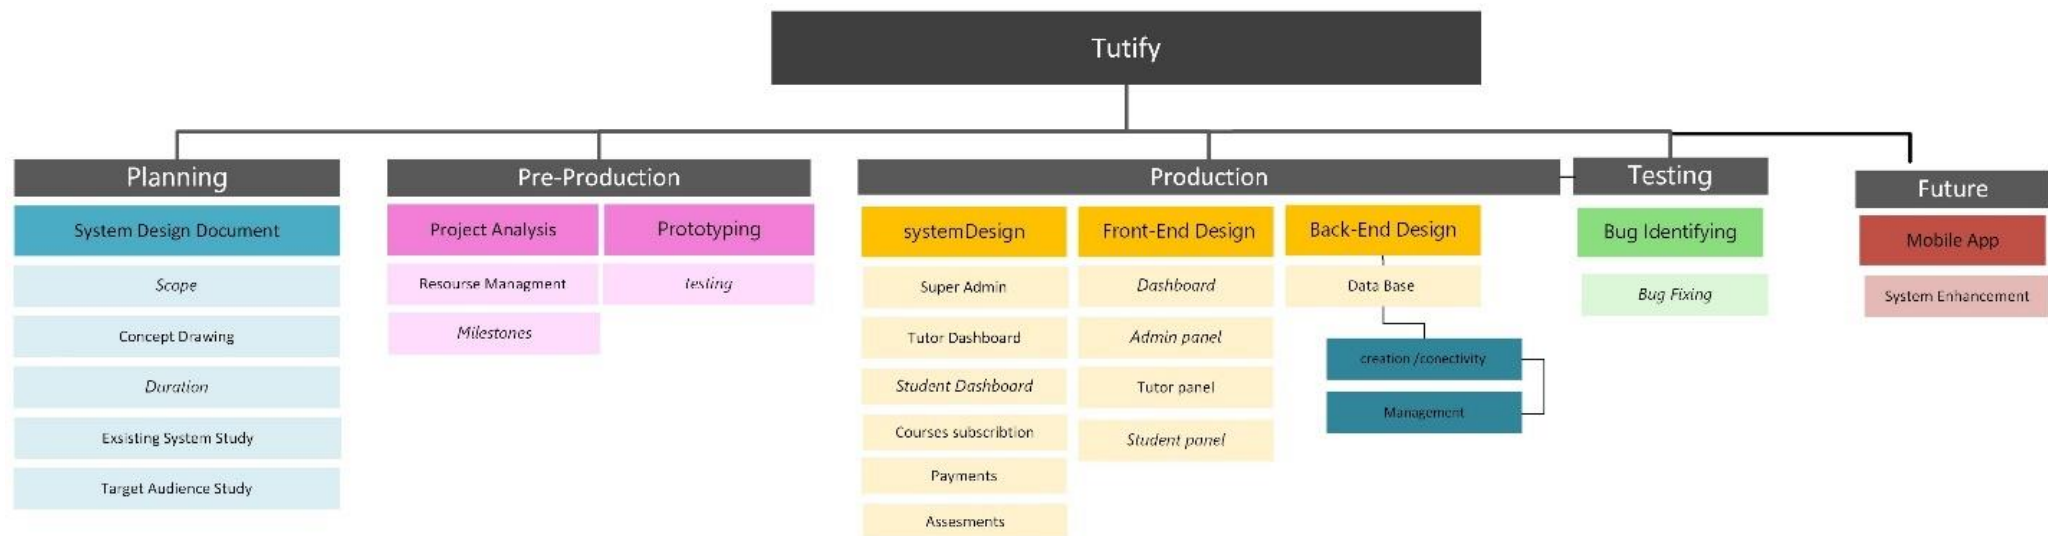 Tutify
Planning
System Design Document
Scope
Concept Drawing
Duration
Exsisting System Study
Target Audience Study
Pre-Production
Project Analysis
Resourse Managment
Milestones
Prototyping
testing
Production
systemDesign
Super Admin
Tutor Dashboard
Student Dashboard
Courses subscribtion
Payments
Assesments
Front-End Design
Dashboard
Admin panel
Tutor panel
Student panel
Back-End Design
Data Base
creation /conectivity
Management
Testing
Bug Identifying
Bug Fixing
Future
Mobile App
System Enhancement